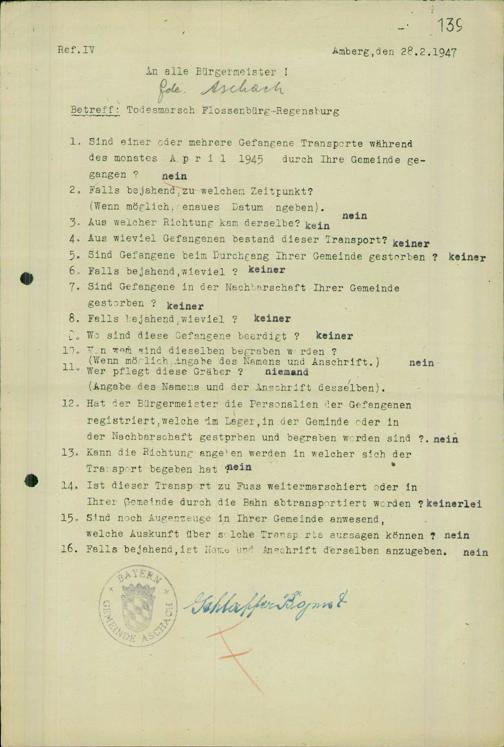 139
Ref.IV Amberg,den 28.2.1947
An alle Bürgermeister !
Gde. Aschach
Betreff: Todesmarsch Flossenbürg-Regensburg
1. Sind einer oder mehrere Gefangene Transporte während
des monates A p r i l 1945 durch Ihre Gemeinde ge-
gangen ? nein
2. Falls bejahend,zu welchem Zeitpunkt?
(Wenn möglich, enaues Datum ngeben). nein
3. Aus welcher Richtung kam derselbe? kein
4. Aus wieviel Gefangenen bestand dieser Transport? keiner
5. Sind Gefangene beim Durchgang Ihrer Gemeinde gestorben ? keiner
6. Falls bejahend,wieviel ? keiner
7. Sind Gefangene in der Nachbarschaft Ihrer Gemeinde
gestorben ? keiner
8. Falls bejahend,wieviel ? keiner
9. Wo sind diese Gefangene beerdigt ? keiner
10. Von wem sind dieselben begraben worden ?
(Wenn möglich,Angabe des Namens und Anschrift.) nein
11. Wer pflegt diese Gräber ? niemand
(Angabe des Namens und der Anschrift desselben).
12. Hat der Bürgermeister die Personalien der Gefangenen
registriert,welche im Lager,in der Geminde oder in
der Nachbarschaft gestprben und begraben worden sind ?. nein
13. Kann die Richtung angeben werden in welcher sich der
Transport begeben hat nein
14. Ist dieser Transport zu Fuss weitermarschiert oder in
Ihrer Gemeinde durch die Bahn abtransportiert worden ? keinerlei
15. Sind noch Augenzeuge in Ihrer Gemeinde anwesend,
welche Auskunft über solche Transporte aussagen können ? nein
16. Falls bejahend,ist Name und Anschrift derselben anzugeben. nein
BAYERN
GEMEINDE ASCHACH